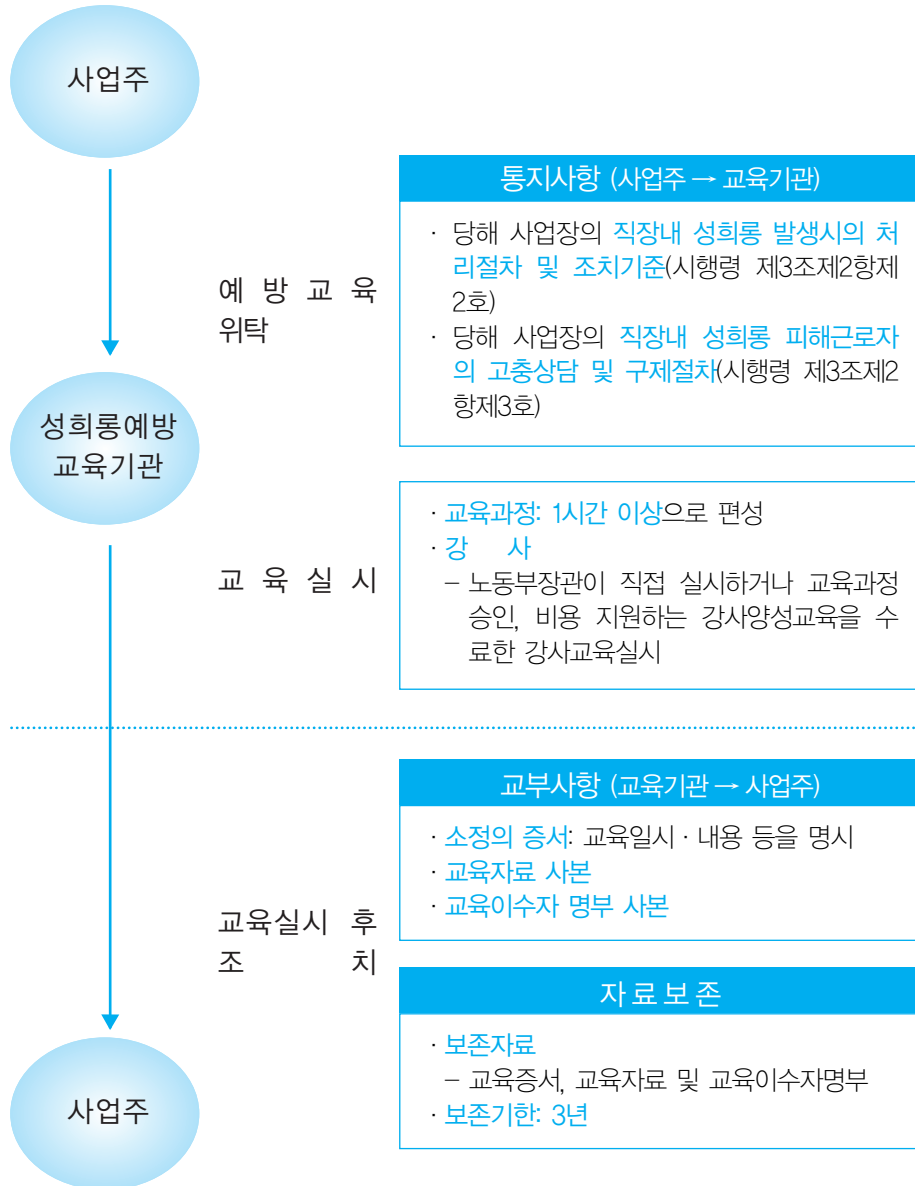 사업주
통지사항 (사업주 → 교육기관)
· 당해 사업장의 직장내 성희롱 발생시의 처
리절차 및 조치기준(시행령 제3조제2항제
2호)
· 당해 사업장의 직장내 성희롱 피해근로자
의 고충상담 및 구제절차(시행령 제3조제2
항제3호)
예 방 교 육
위탁
성희롱예방
교육기관
교 육 실 시
· 교육과정: 1시간 이상으로 편성
· 강 사
– 노동부장관이 직접 실시하거나 교육과정
승인, 비용 지원하는 강사양성교육을 수
료한 강사교육실시
교육실시 후
조 치
교부사항 (교육기관 → 사업주)
· 소정의 증서: 교육일시 · 내용 등을 명시
· 교육자료 사본
· 교육이수자 명부 사본
자 료 보 존
· 보존자료
– 교육증서, 교육자료 및 교육이수자명부
· 보존기한: 3년
사업주